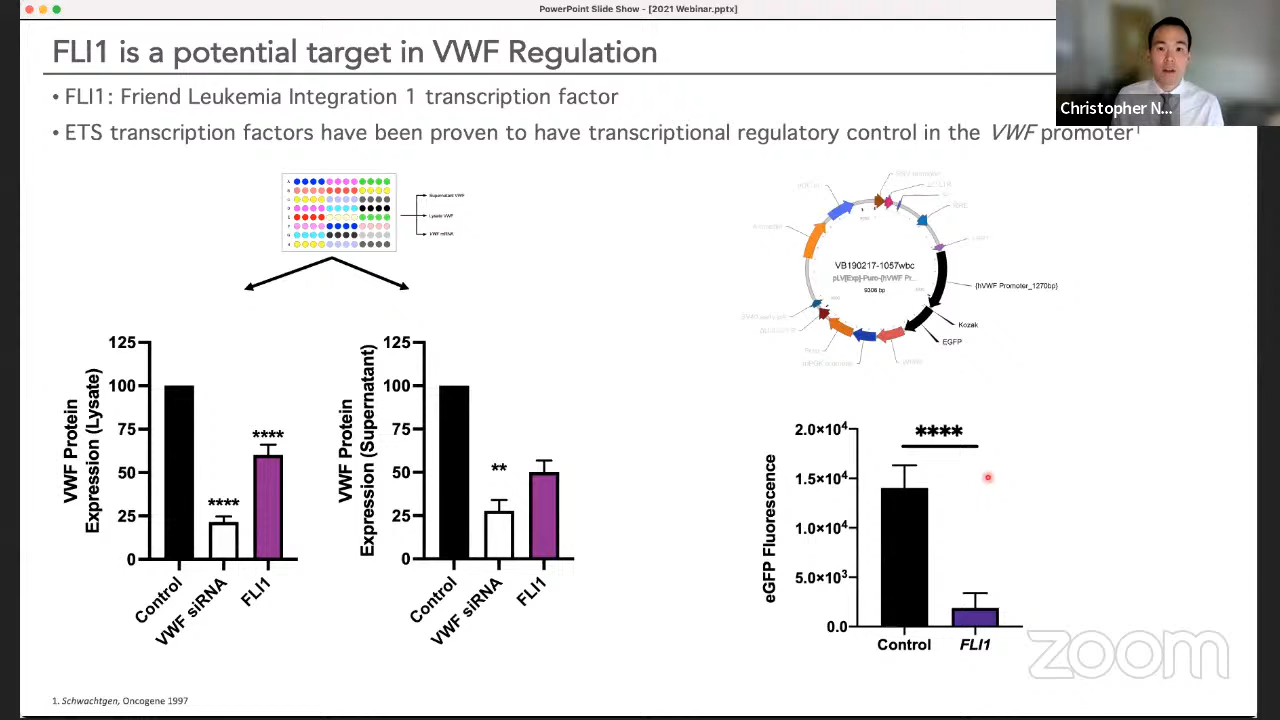 PowerPoint Slide Show - [2021 Webinar.pptx]
FLI1 is a potential target in VWF Regulation
• FLI1: Friend Leukemia Integration 1 transcription factor
• ETS transcription factors have been proven to have transcriptional regulatory control in the VWF promoter1
Christopher N...
Supernatant VWF
Lysate VWF
VWF mRNA
RRE
VB190217-1057wbc
pLV[Exp]-Puro-{hVWF Pr...
9306 bp
{hVWF Promoter_1270bp}
Kozak
EGFP
VWF Protein
Expression (Lysate)
125
100
75
50
25
0
****
****
Control
VWF siRNA
FLI1
VWF Protein
Expression (Supernatant)
125
100
75
50
25
0
**
Control
VWF siRNA
FLI1
eGFP Fluorescence
2.0×10⁴
1.5×10⁴
1.0×10⁴
5.0×10³
0.0
****
Control
FLI1
zoom
1. Schwachtgen, Oncogene 1997